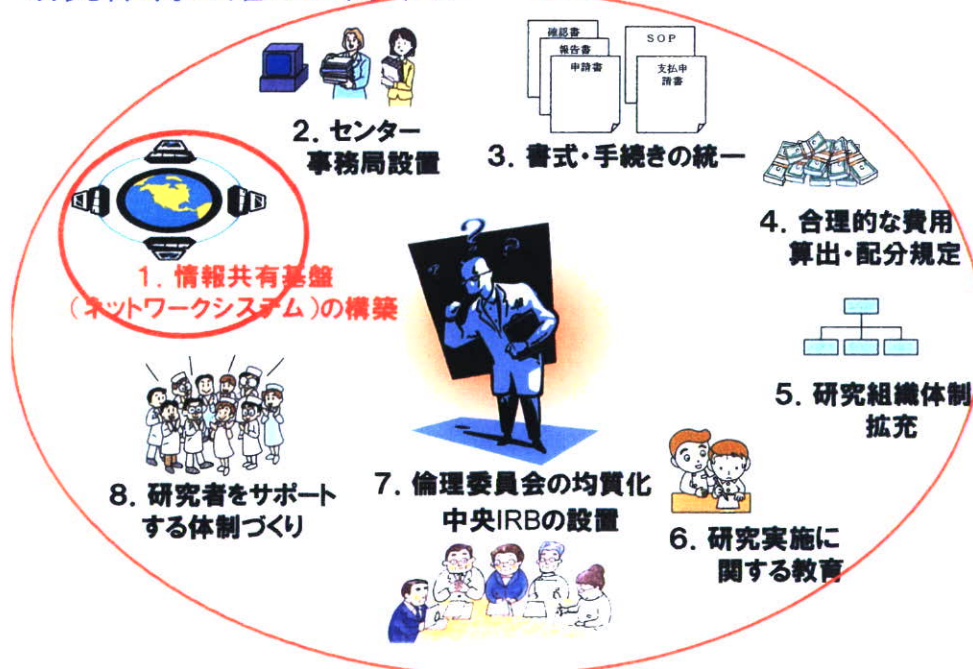 確認書
報告書
申請書
SOP
支払申
請書
2. センター
事務局設置
3. 書式・手続きの統一
4. 合理的な費用
算出・配分規定
1. 情報共有基盤
(ネットワークシステム)の構築
5. 研究組織体制
拡充
8. 研究者をサポート
する体制づくり
7. 倫理委員会の均質化
中央IRBの設置
6. 研究実施に
関する教育